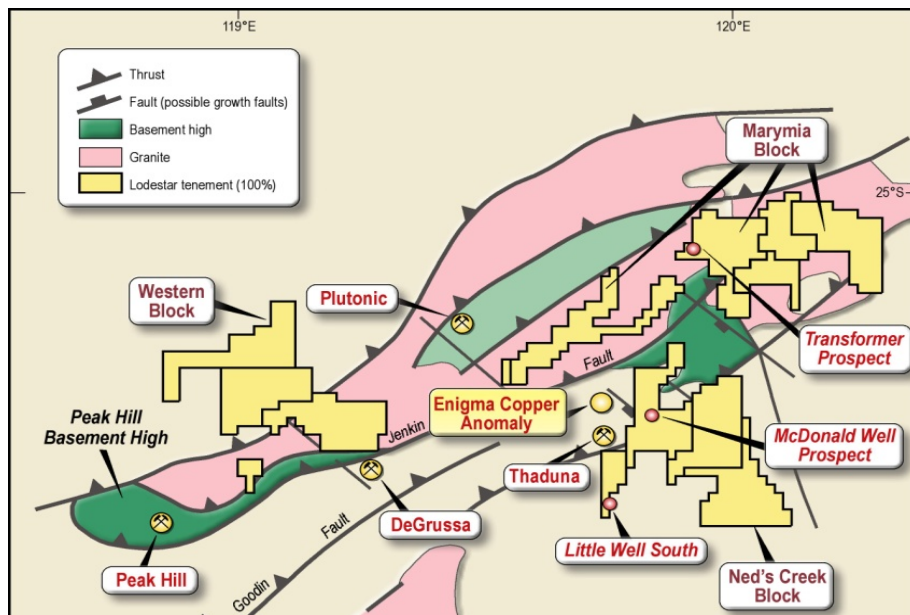 119°E
120°E
Thrust
Fault (possible growth faults)
Basement high
Granite
Lodestar tenement (100%)
Marymia
Block
25°S
Western
Block
Plutonic
Transformer
Prospect
Fault
Enigma Copper
Anomaly
Peak Hill
Basement High
Jenkin
McDonald Well
Prospect
Thaduna
DeGrussa
Fault
Little Well South
Peak Hill
Ned's Creek
Block
Goodin